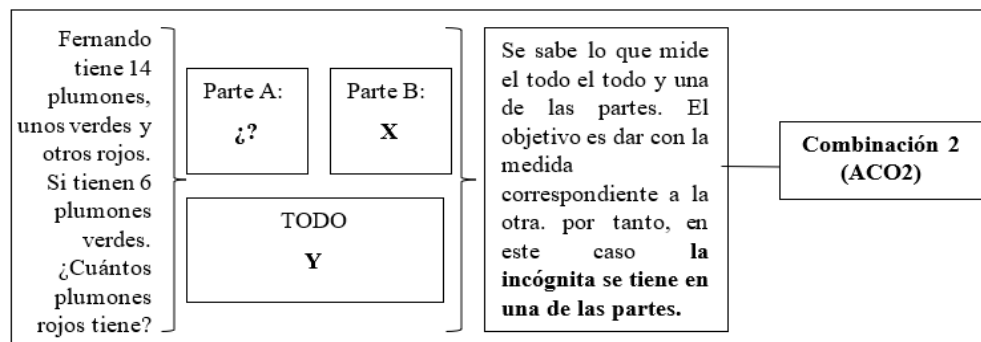 Fernando
tiene 14
plumones,
unos verdes y
otros rojos.
Si tienen 6
plumones
verdes.
¿Cuántos
plumones
rojos tiene?
Parte A:
¿?
Parte B:
X
TODO
Y
Se sabe lo que mide
el todo el todo y una
de las partes. El
objetivo es dar con la
medida
correspondiente a la
otra. por tanto, en
este caso la
incógnita se tiene en
una de las partes.
Combinación 2
(ACO2)